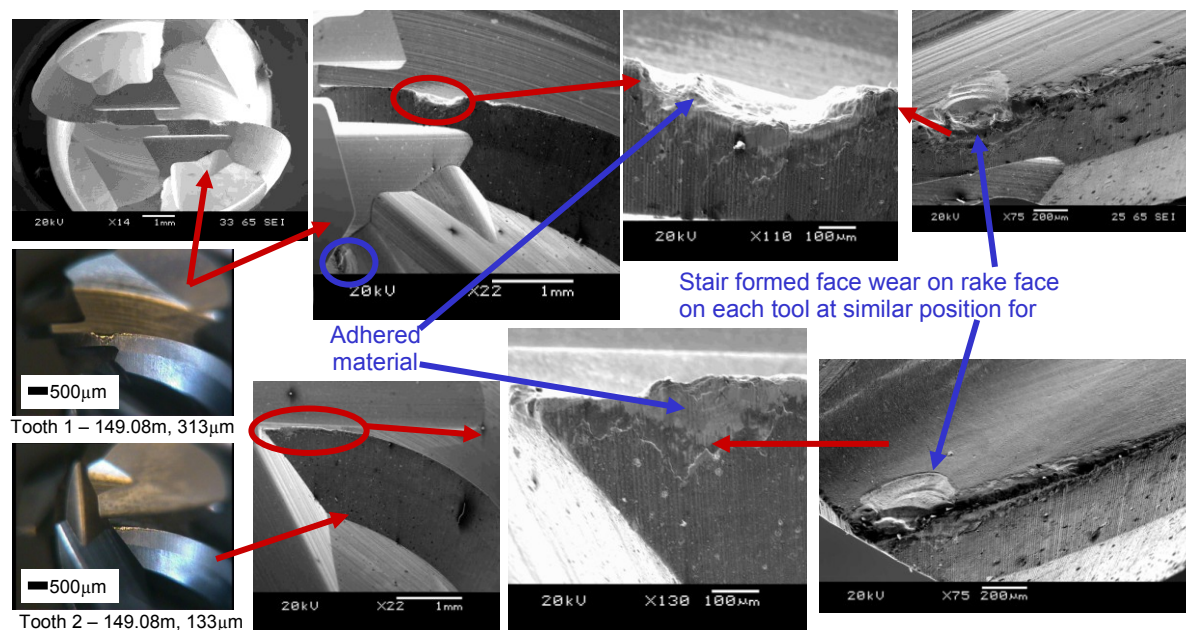 20kV X14 1mm 33 65 SEI
20kV X22 1mm
20kV X110 100µm
20kV X75 200µm 25 65 SEI
Stair formed face wear on rake face
on each tool at similar position for
Adhered
material
500µm
Tooth 1 – 149.08m, 313µm
500µm
Tooth 2 – 149.08m, 133µm
20kV X22 1mm
20kV X130 100µm
20kV X75 200µm